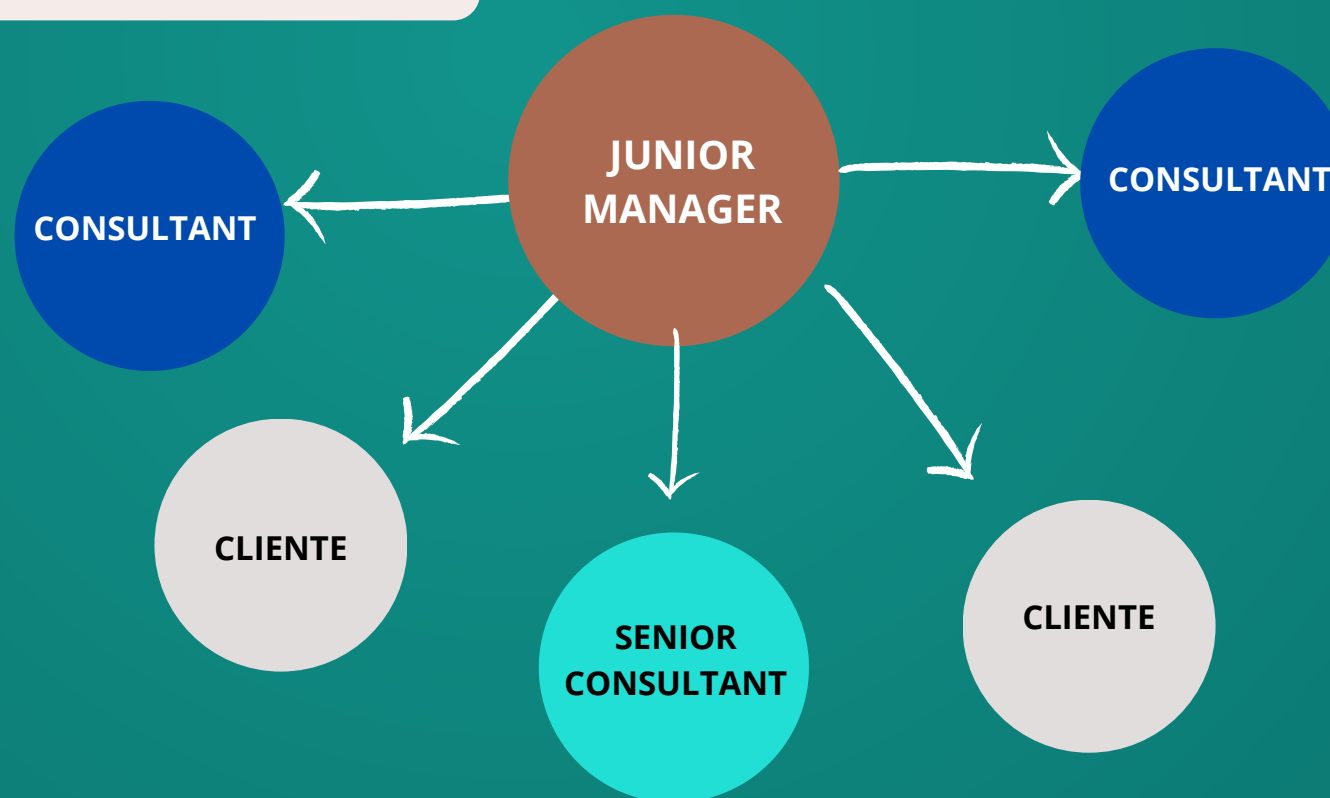 JUNIOR
MANAGER
CONSULTANT
CONSULTANT
CLIENTE
SENIOR
CONSULTANT
CLIENTE